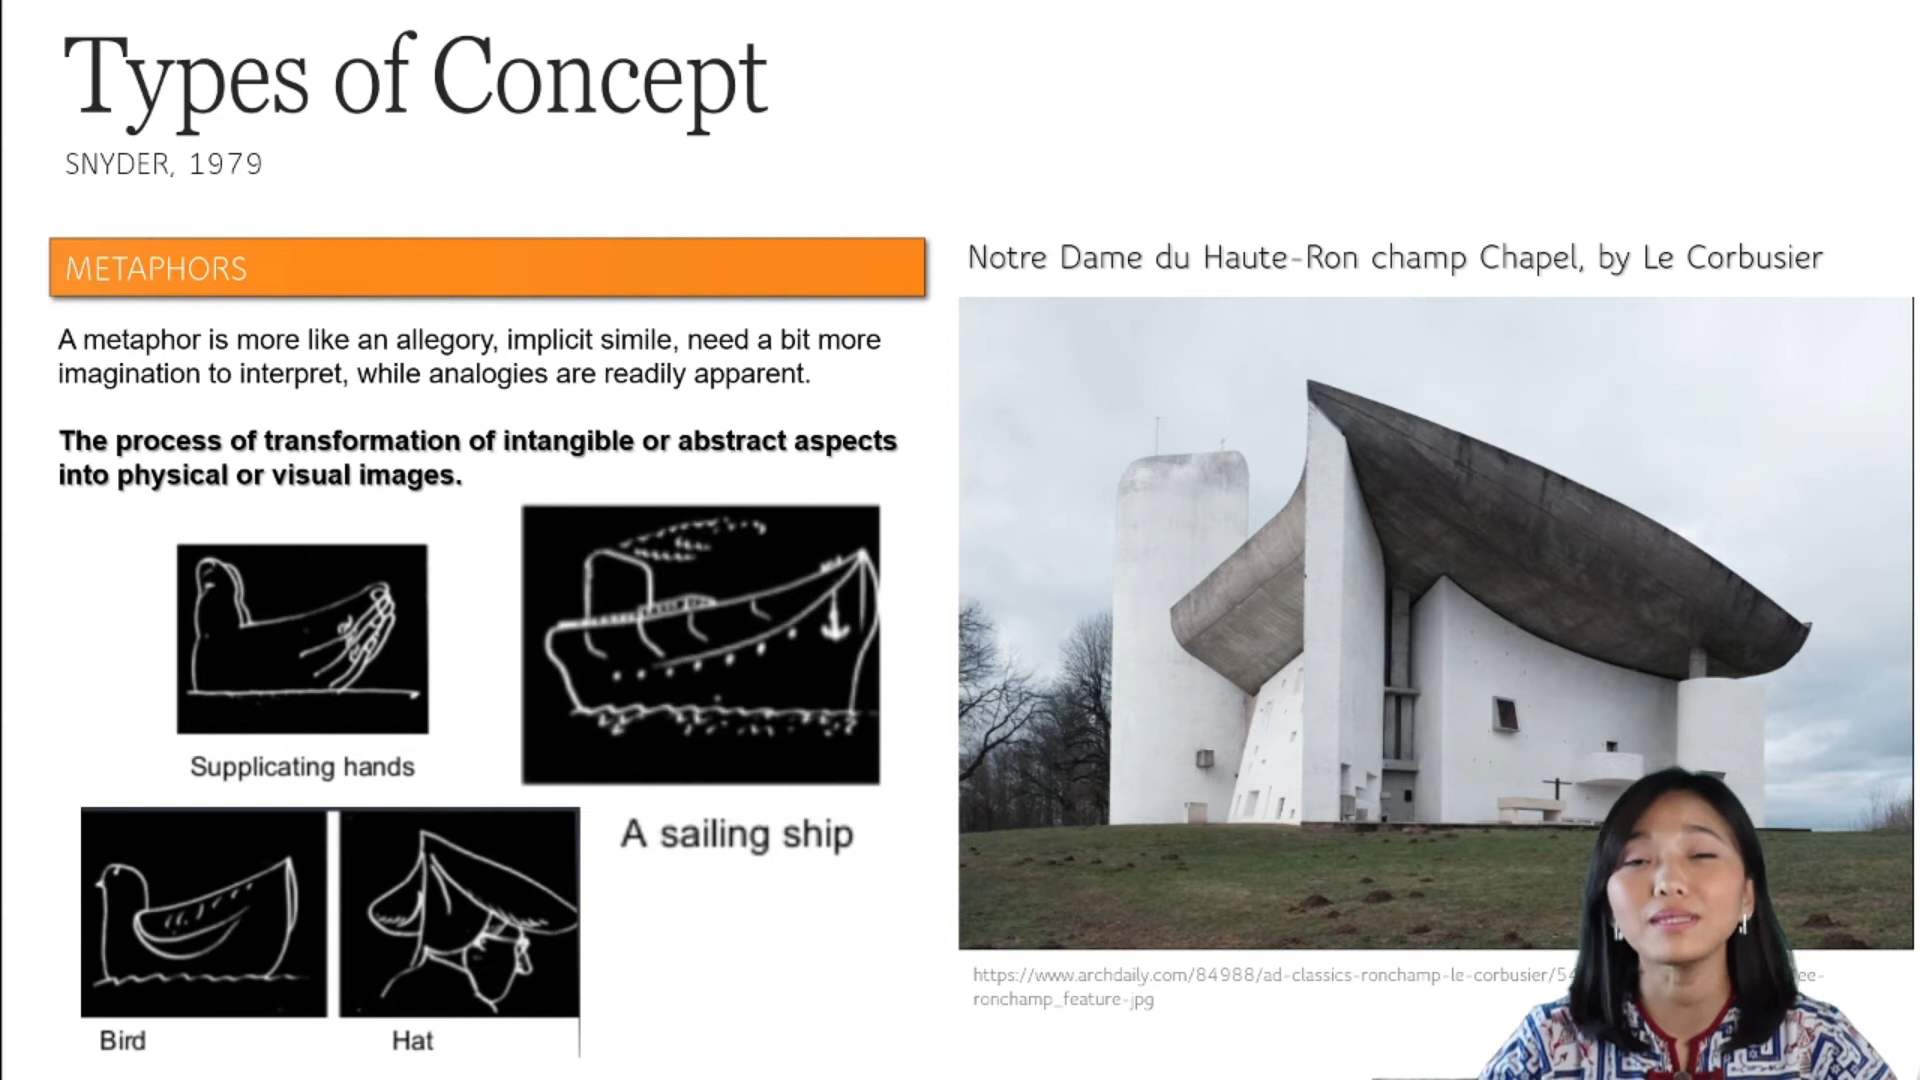 Types of Concept
SNYDER, 1979
METAPHORS
A metaphor is more like an allegory, implicit simile, need a bit more
imagination to interpret, while analogies are readily apparent.
The process of transformation of intangible or abstract aspects
into physical or visual images.
Supplicating hands
A sailing ship
Bird
Hat
Notre Dame du Haute-Ron champ Chapel, by Le Corbusier
https://www.archdaily.com/84988/ad-classics-ronchamp-le-corbusier/5
ronchamp_feature-jpg